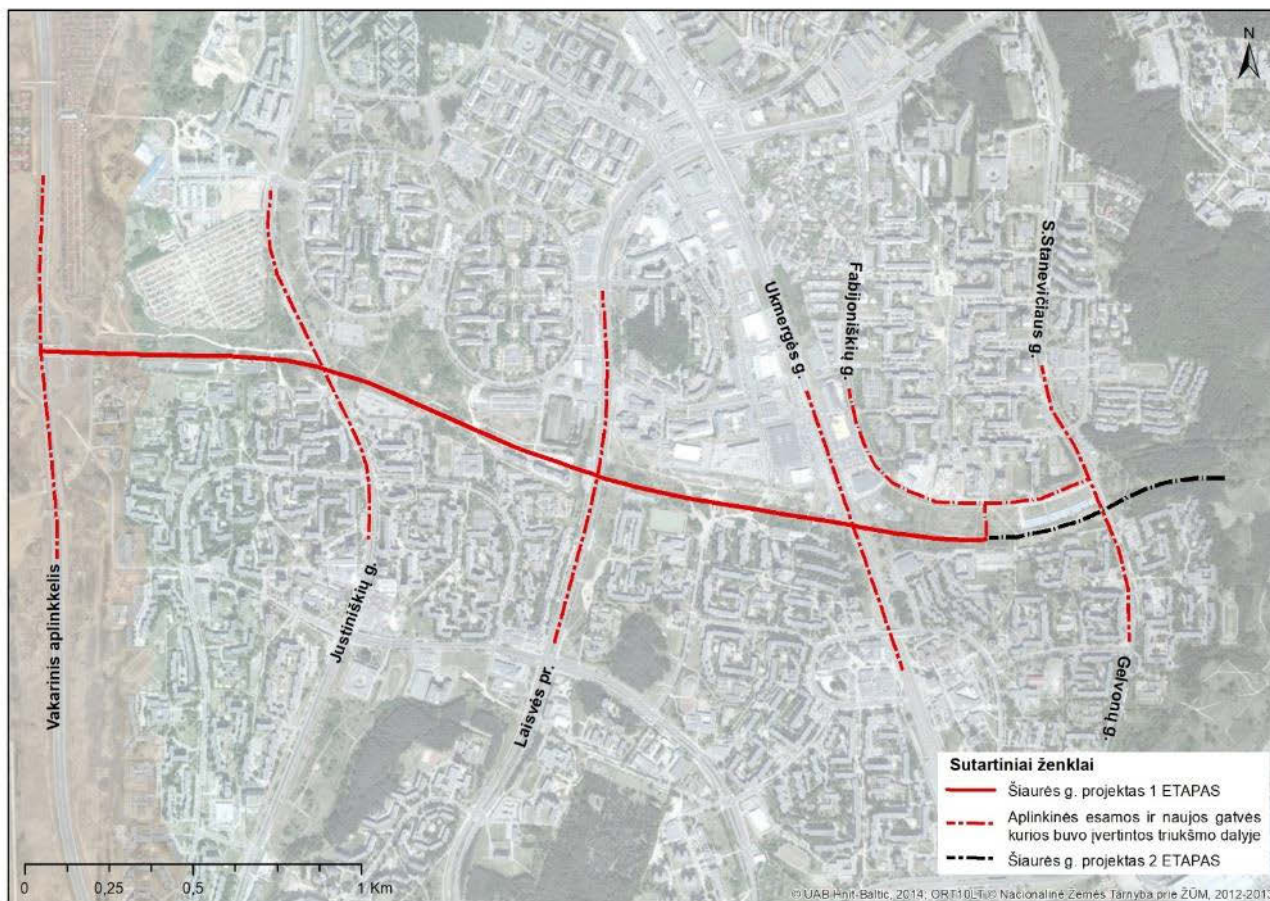 N
S.Stanevičiaus g.
Fabijoniškių g.
Ukmergės g.
Vakarinis aplinkkelis
Justiniškių g.
Laisvės pr.
Gelvonų g.
Sutartiniai ženklai
Šiaurės g. projektas 1 ETAPAS
Aplinkinės esamos ir naujos gatvės
kurios buvo įvertintos triukšmo dalyje
Šiaurės g. projektas 2 ETAPAS
0 0,25 0,5 1 Km
© UAB Hnit-Baltic, 2014; ORT10LT © Nacionalinė Žemės Tarnyba prie ŽŪM, 2012-2013